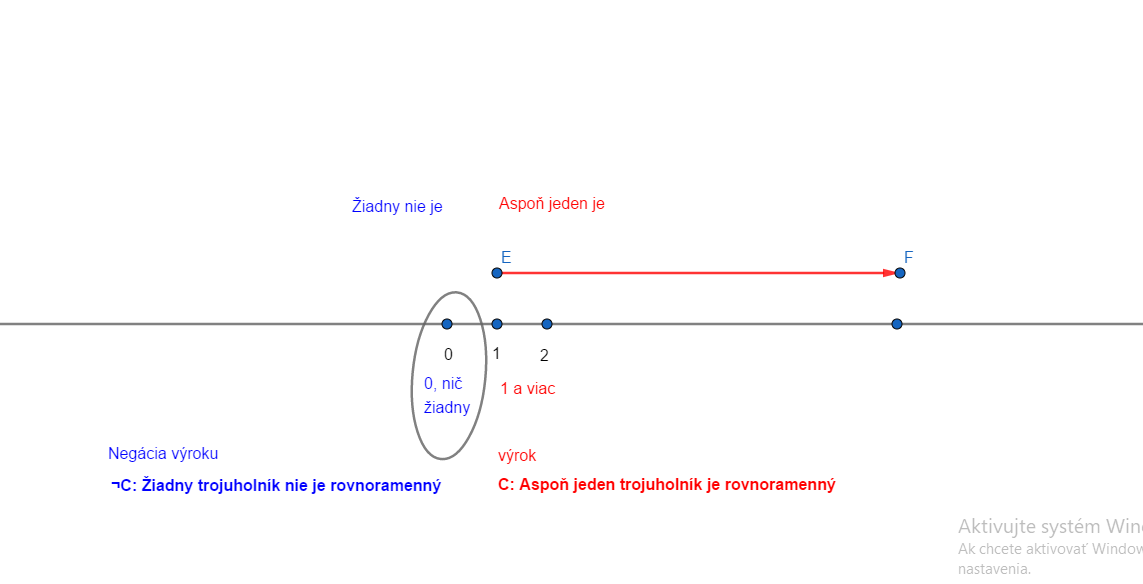 Žiadny nie je
Aspoň jeden je
E
F
0
1
2
0, nič
žiadny
1 a viac
Negácia výroku
výrok
¬C: Žiadny trojuholník nie je rovnoramenný
C: Aspoň jeden trojuholník je rovnoramenný
Aktivujte systém Win
Ak chcete aktivovať Window
nastavenia.